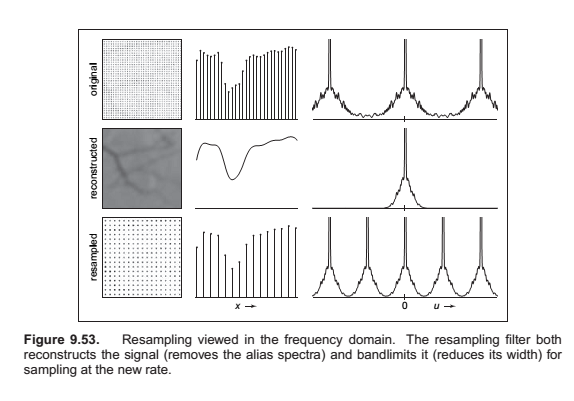 original
reconstructed
resampled
x →
0
u →
Figure 9.53. Resampling viewed in the frequency domain. The resampling filter both
reconstructs the signal (removes the alias spectra) and bandlimits it (reduces its width) for
sampling at the new rate.